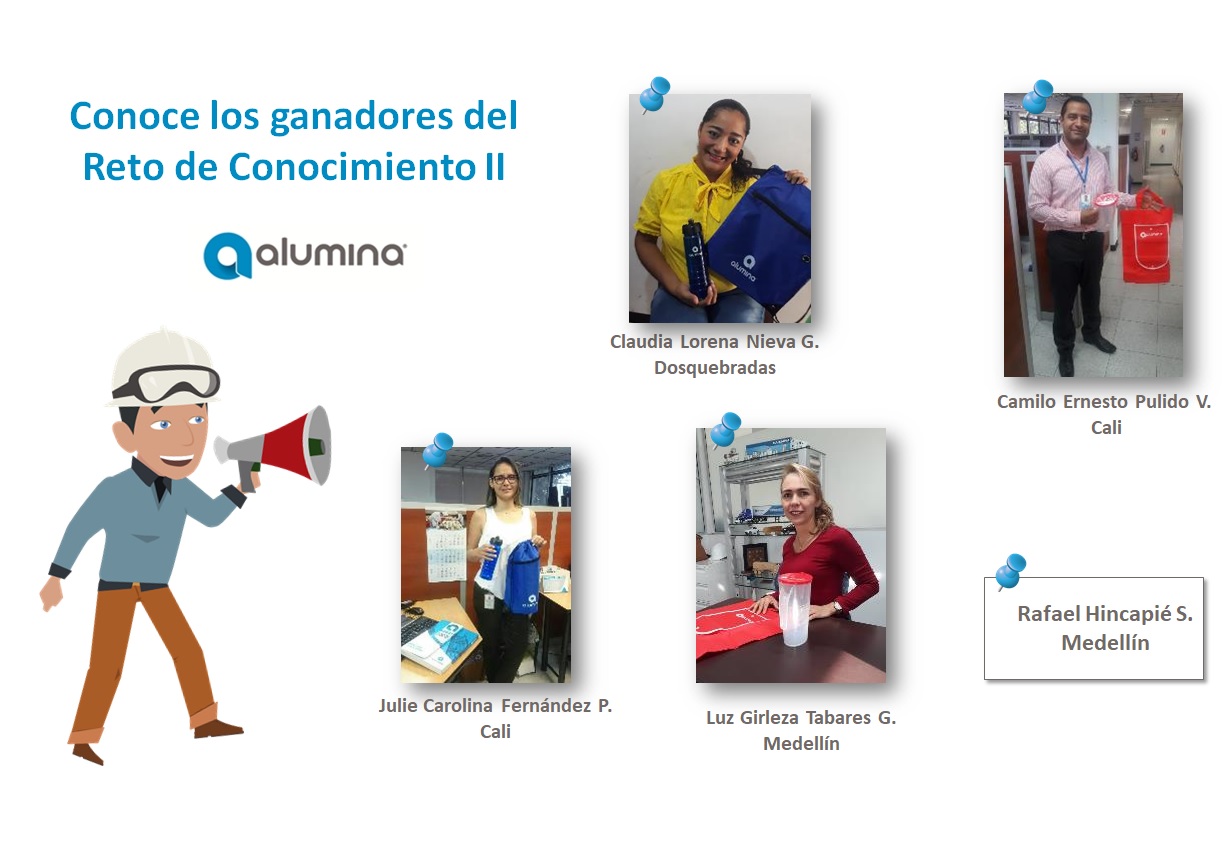 Conoce los ganadores del
Reto de Conocimiento II
alumina
alumina
Claudia Lorena Nieva G.
Dosquebradas
Camilo Ernesto Pulido V.
Cali
Julie Carolina Fernández P.
Cali
Luz Girleza Tabares G.
Medellín
Rafael Hincapié S.
Medellín